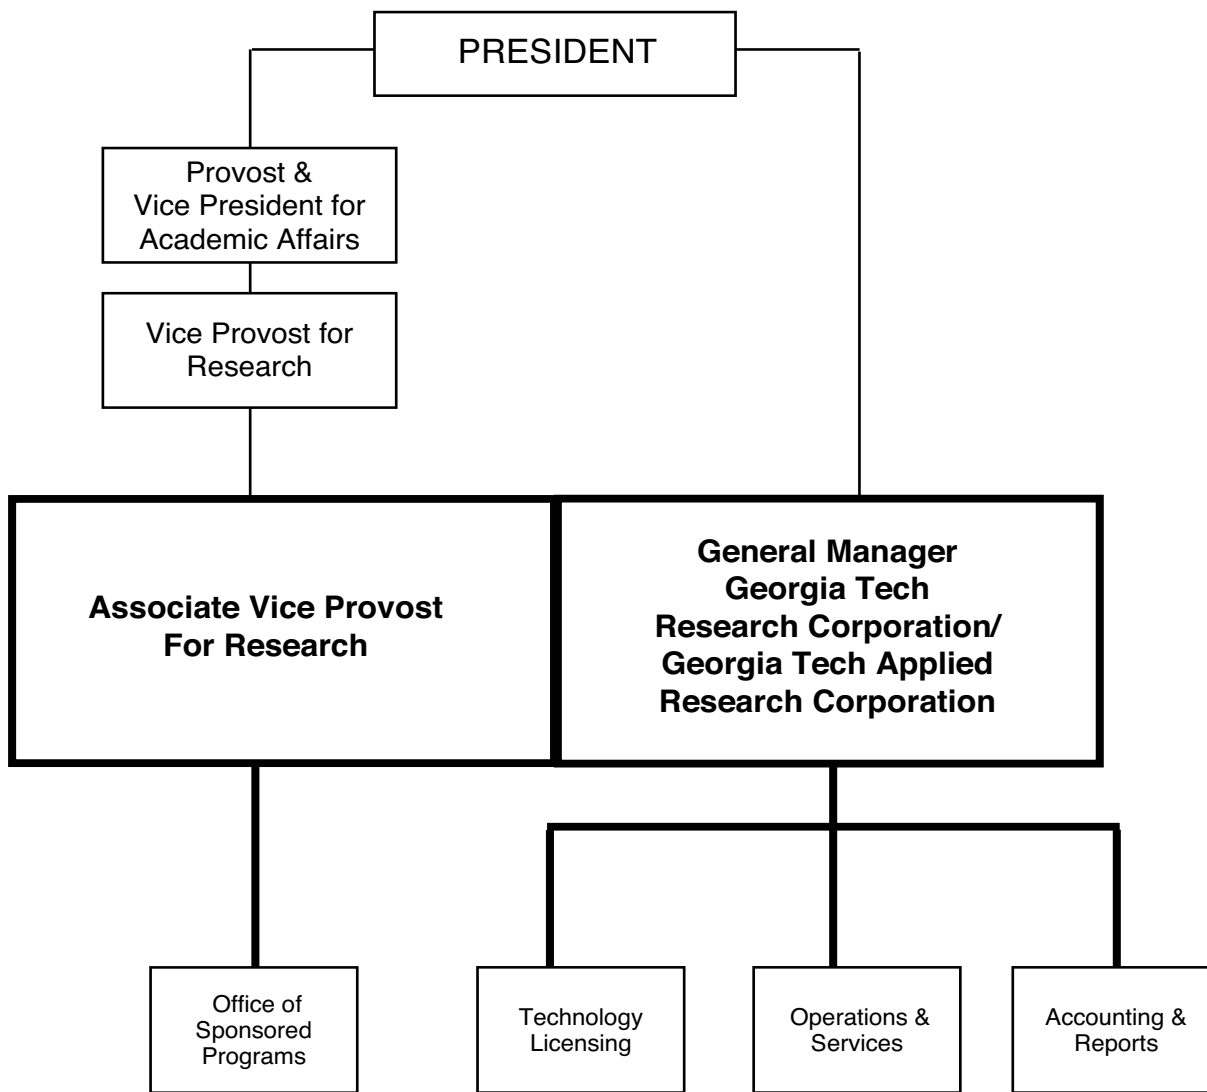 PRESIDENT
Provost &
Vice President for
Academic Affairs
Vice Provost for
Research
Associate Vice Provost
For Research
General Manager
Georgia Tech
Research Corporation/
Georgia Tech Applied
Research Corporation
Office of
Sponsored
Programs
Technology
Licensing
Operations &
Services
Accounting &
Reports